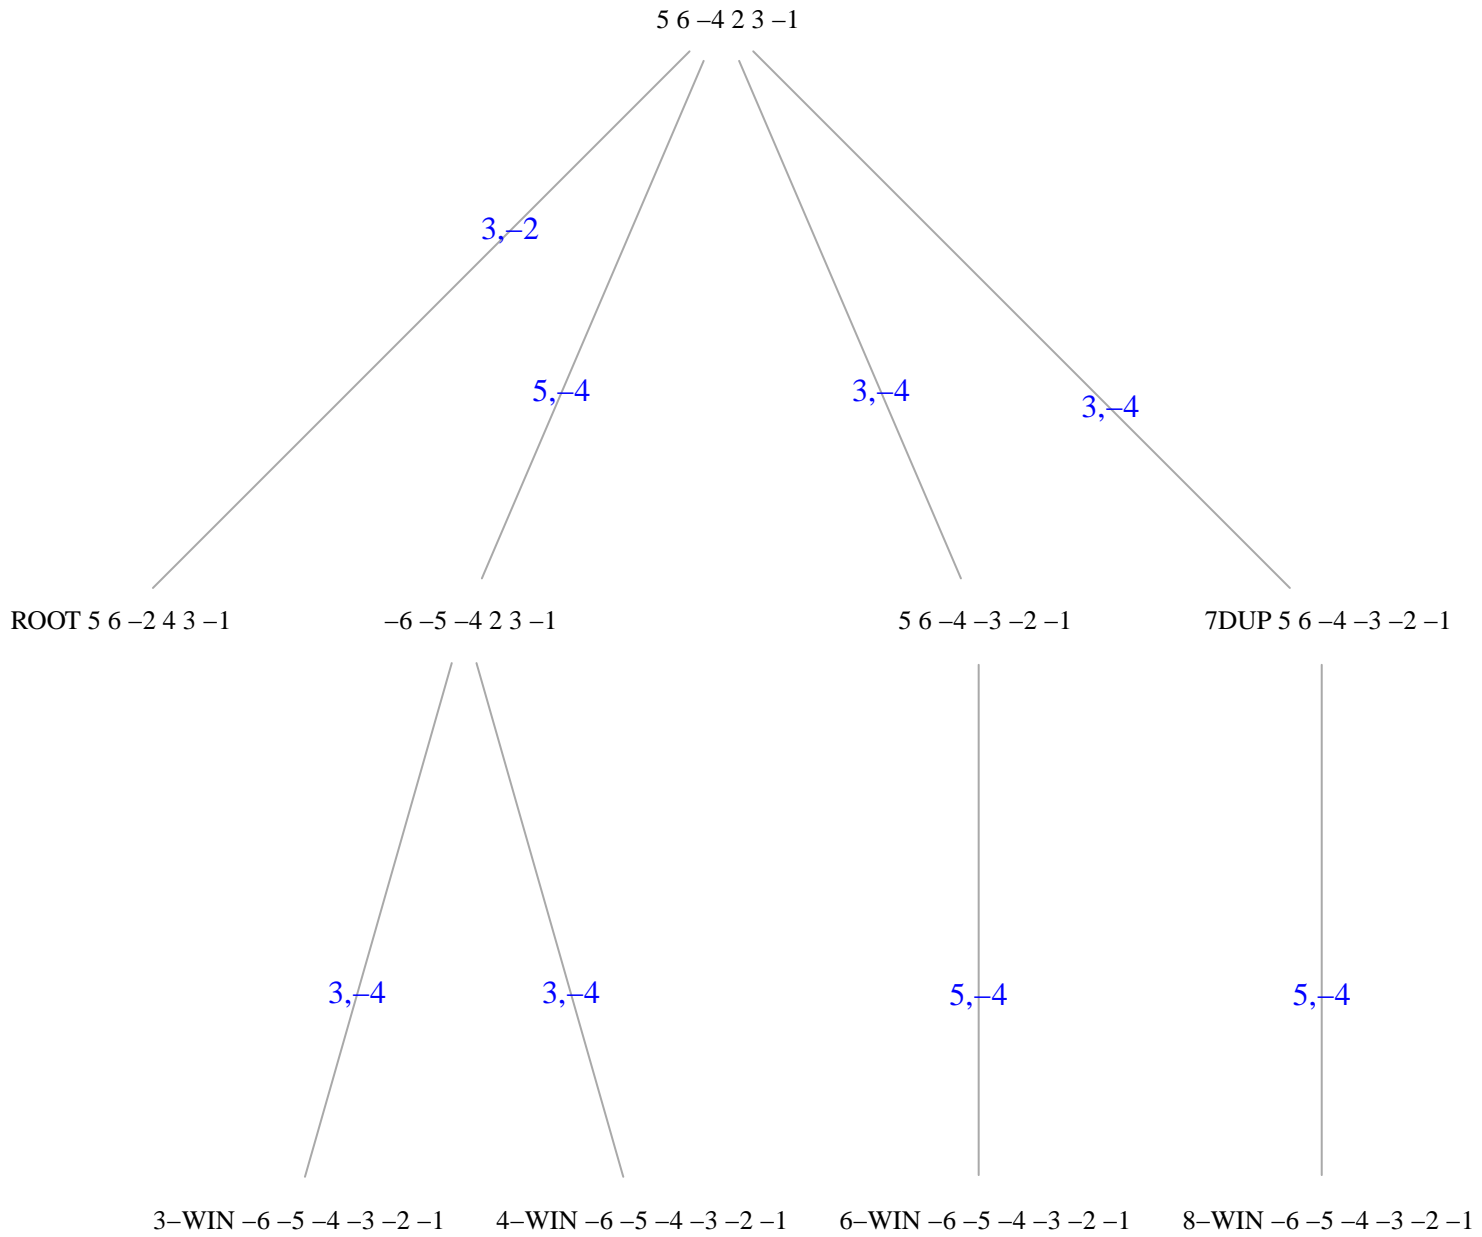 5 6 –4 2 3 –1
3,–2
5,–4
3,–4
3,–4
ROOT 5 6 –2 4 3 –1
–6 –5 –4 2 3 –1
5 6 –4 –3 –2 –1
7DUP 5 6 –4 –3 –2 –1
3,–4
3,–4
5,–4
5,–4
3–WIN –6 –5 –4 –3 –2 –1
4–WIN –6 –5 –4 –3 –2 –1
6–WIN –6 –5 –4 –3 –2 –1
8–WIN –6 –5 –4 –3 –2 –1